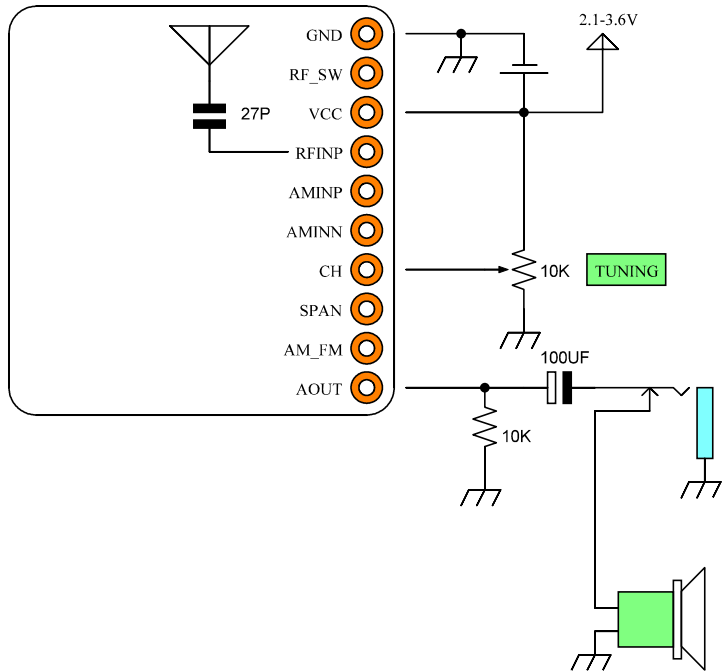 GND
2.1-3.6V
RF_SW
27P
VCC
RFINP
AMINP
AMINN
CH
10K
TUNING
SPAN
AM_FM
100UF
AOUT
10K